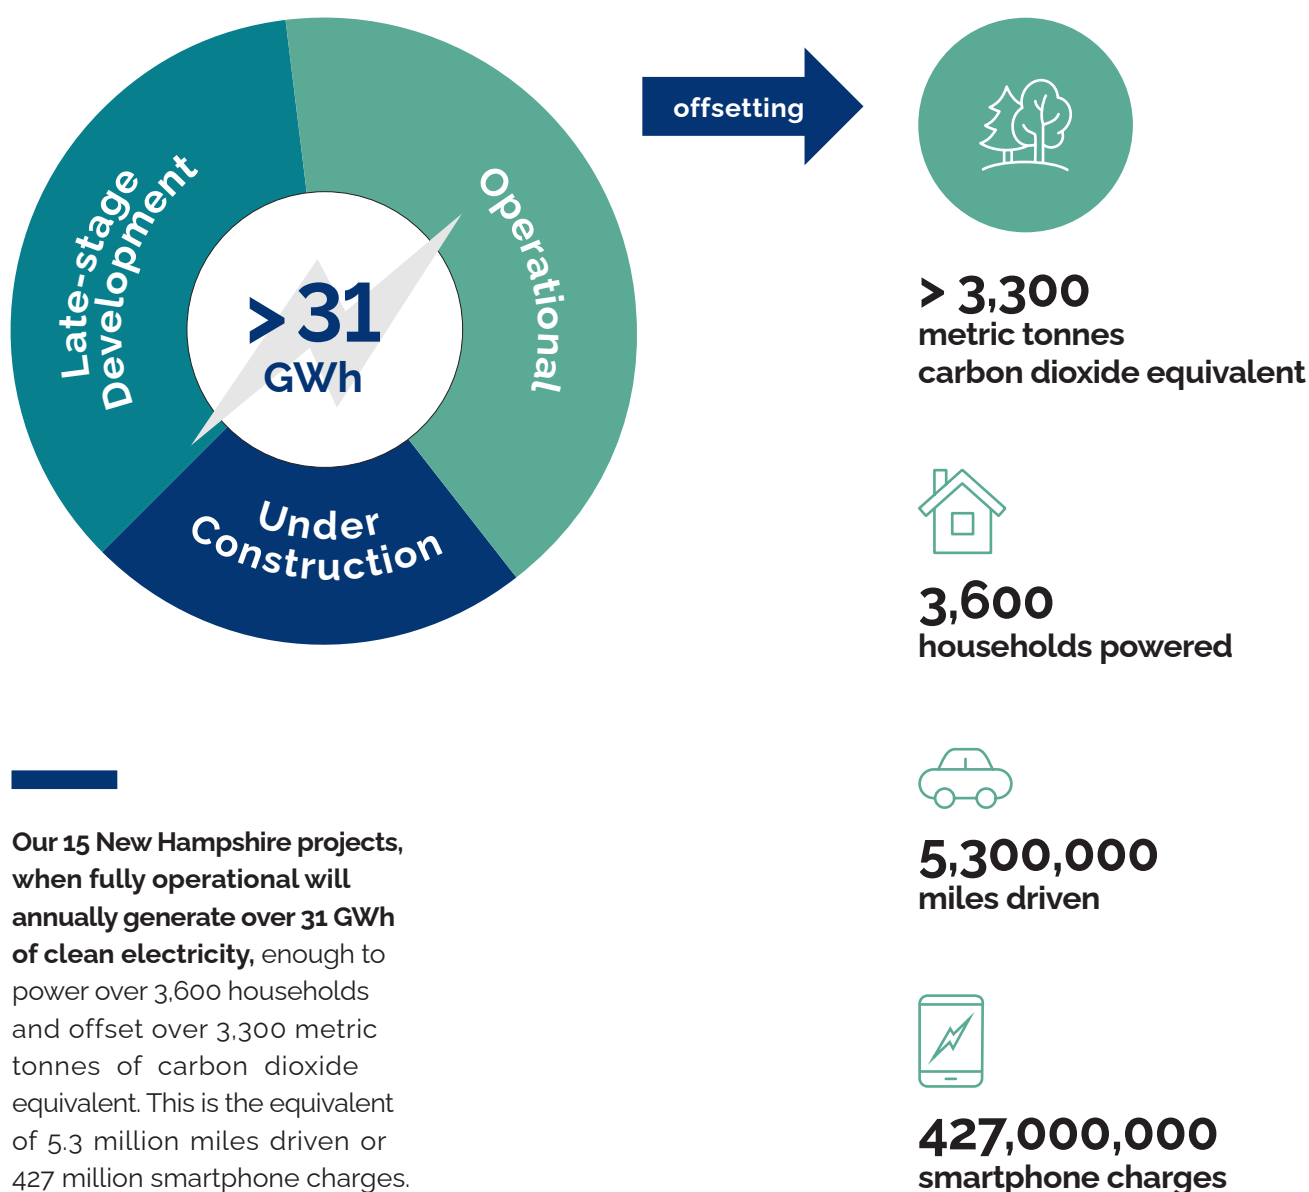 Late-stage
Development
Operational
Under
Construction
> 31
GWh
offsetting
> 3,300
metric tonnes
carbon dioxide equivalent
3,600
households powered
5,300,000
miles driven
427,000,000
smartphone charges
Our 15 New Hampshire projects,
when fully operational will
annually generate over 31 GWh
of clean electricity, enough to
power over 3,600 households
and offset over 3,300 metric
tonnes of carbon dioxide
equivalent. This is the equivalent
of 5.3 million miles driven or
427 million smartphone charges.